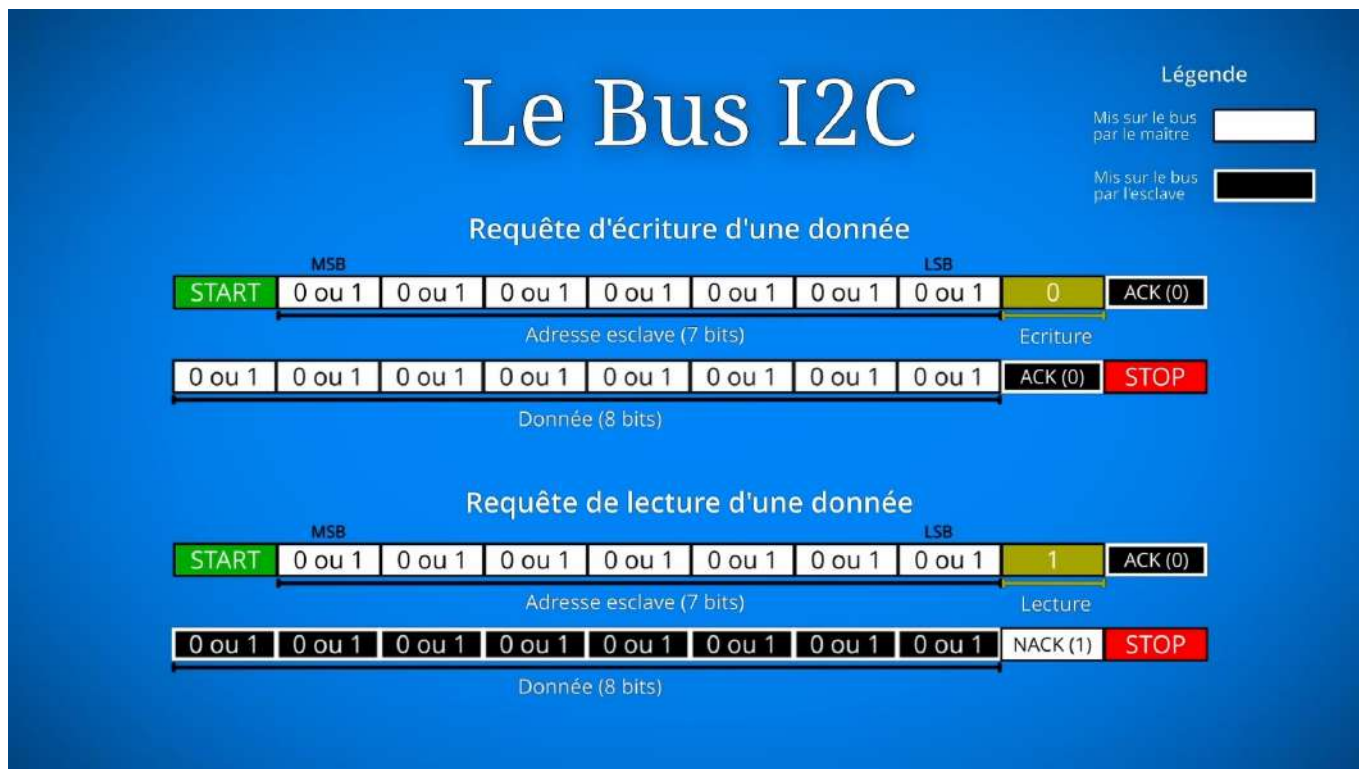 Le Bus I2C
Légende
Mis sur le bus
par le maître
Mis sur le bus
par l'esclave
Requête d'écriture d'une donnée
MSB LSB
START 0 ou 1 0 ou 1 0 ou 1 0 ou 1 0 ou 1 0 ou 1 0 ou 1 0 ACK (0)
Adresse esclave (7 bits) Ecriture
0 ou 1 0 ou 1 0 ou 1 0 ou 1 0 ou 1 0 ou 1 0 ou 1 0 ou 1 ACK (0) STOP
Donnée (8 bits)
Requête de lecture d'une donnée
MSB LSB
START 0 ou 1 0 ou 1 0 ou 1 0 ou 1 0 ou 1 0 ou 1 0 ou 1 1 ACK (0)
Adresse esclave (7 bits) Lecture
0 ou 1 0 ou 1 0 ou 1 0 ou 1 0 ou 1 0 ou 1 0 ou 1 0 ou 1 NACK (1) STOP
Donnée (8 bits)